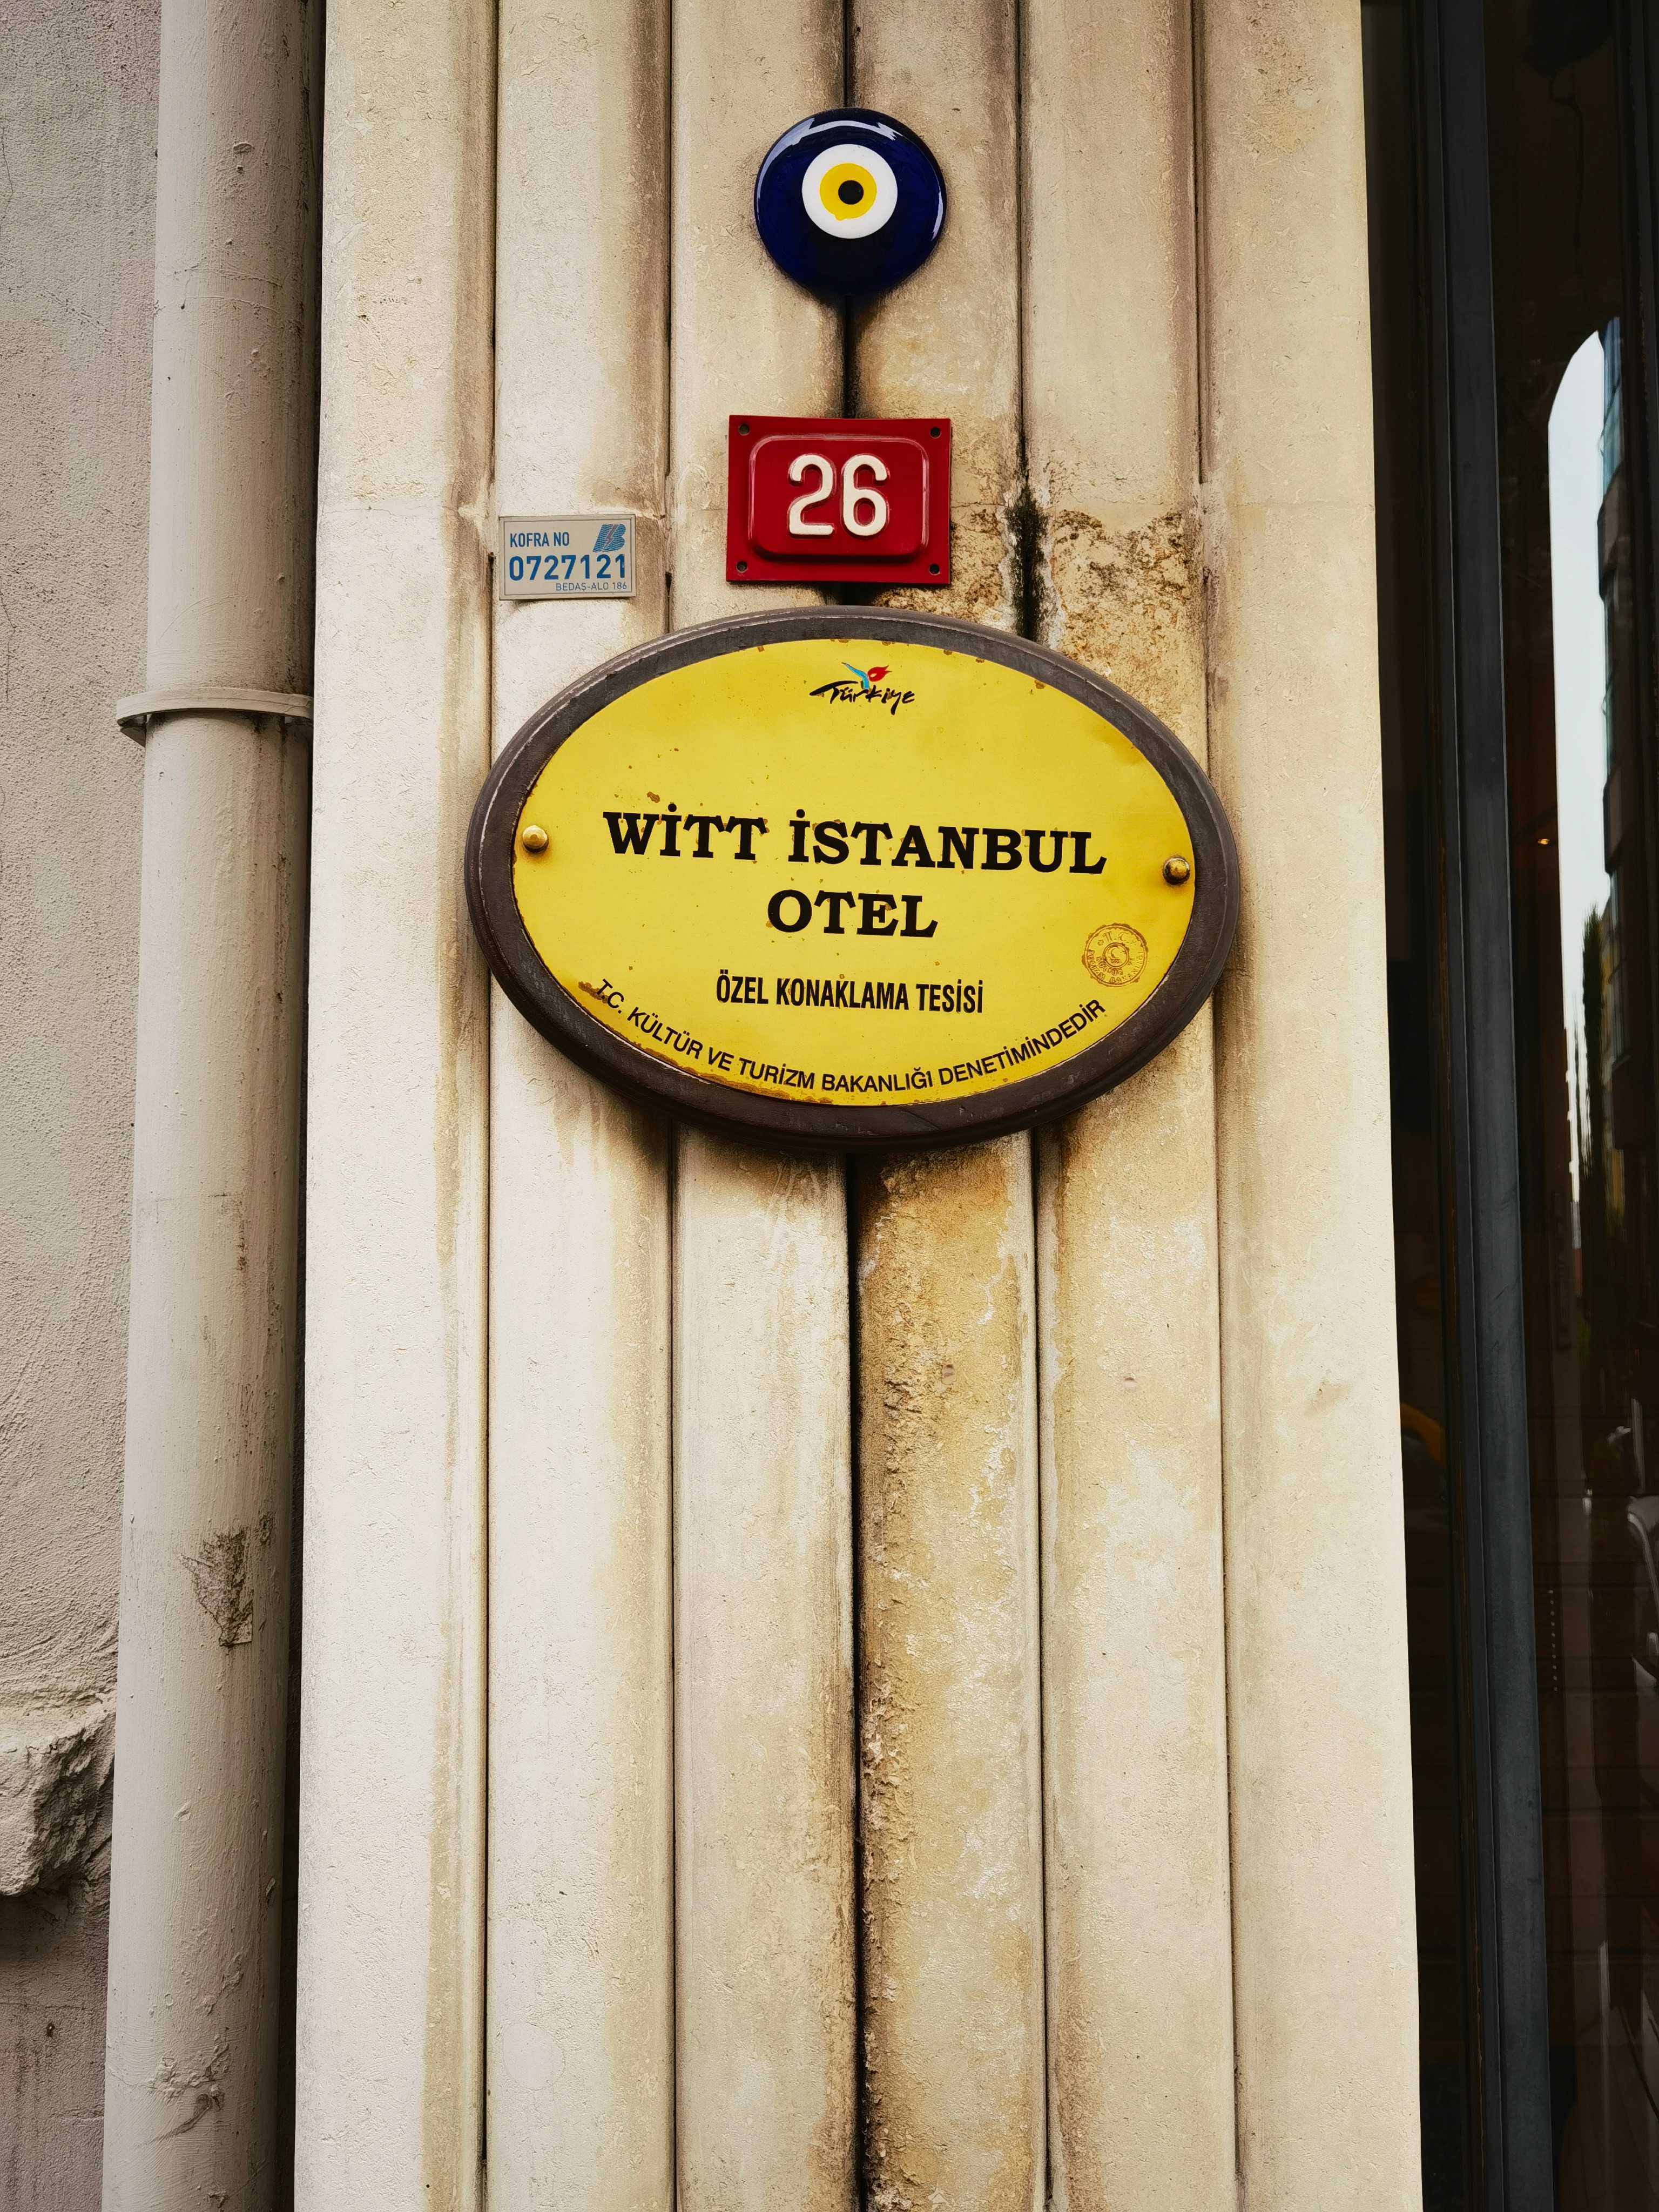 26
KOFRA NO
0727121
BEDAŞ-ALO 186
Türkiye
WİTT İSTANBUL
OTEL
ÖZEL KONAKLAMA TESİSİ
T.C. KÜLTÜR VE TURİZM BAKANLIĞI DENETİMİNDEDİR